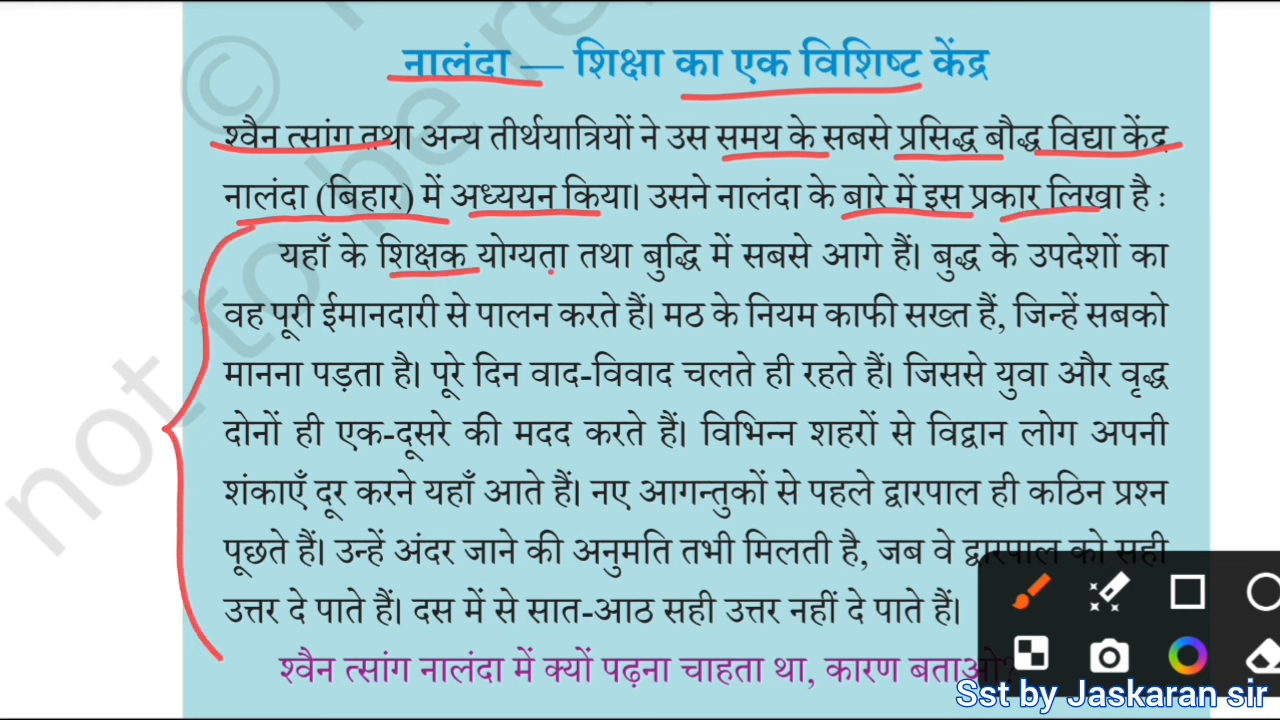 नालंदा — शिक्षा का एक विशिष्ट केंद्र
श्वैन त्सांग तथा अन्य तीर्थयात्रियों ने उस समय के सबसे प्रसिद्ध बौद्ध विद्या केंद्र
नालंदा (बिहार) में अध्ययन किया। उसने नालंदा के बारे में इस प्रकार लिखा है :
यहाँ के शिक्षक योग्यता तथा बुद्धि में सबसे आगे हैं। बुद्ध के उपदेशों का
वह पूरी ईमानदारी से पालन करते हैं। मठ के नियम काफी सख्त हैं, जिन्हें सबको
मानना पड़ता है। पूरे दिन वाद-विवाद चलते ही रहते हैं। जिससे युवा और वृद्ध
दोनों ही एक-दूसरे की मदद करते हैं। विभिन्न शहरों से विद्वान लोग अपनी
शंकाएँ दूर करने यहाँ आते हैं। नए आगन्तुकों से पहले द्वारपाल ही कठिन प्रश्न
पूछते हैं। उन्हें अंदर जाने की अनुमति तभी मिलती है, जब वे द्वारपाल को सही
उत्तर दे पाते हैं। दस में से सात-आठ सही उत्तर नहीं दे पाते हैं।
श्वैन त्सांग नालंदा में क्यों पढ़ना चाहता था, कारण बताओ?
Sst by Jaskaran sir
©
not to be re